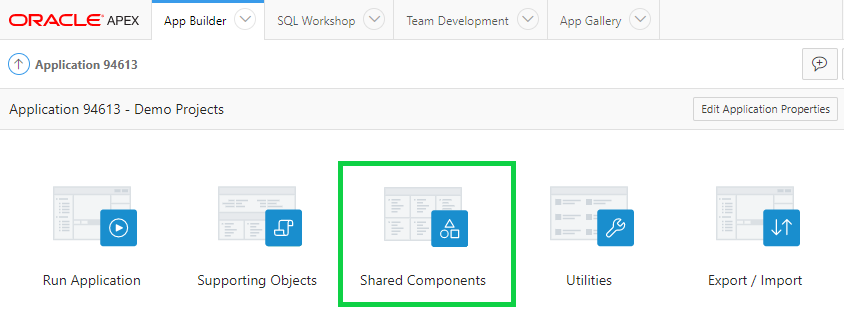 ORACLE APEX
App Builder
SQL Workshop
Team Development
App Gallery
Application 94613
Application 94613 - Demo Projects
Edit Application Properties
Run Application
Supporting Objects
Shared Components
Utilities
Export / Import